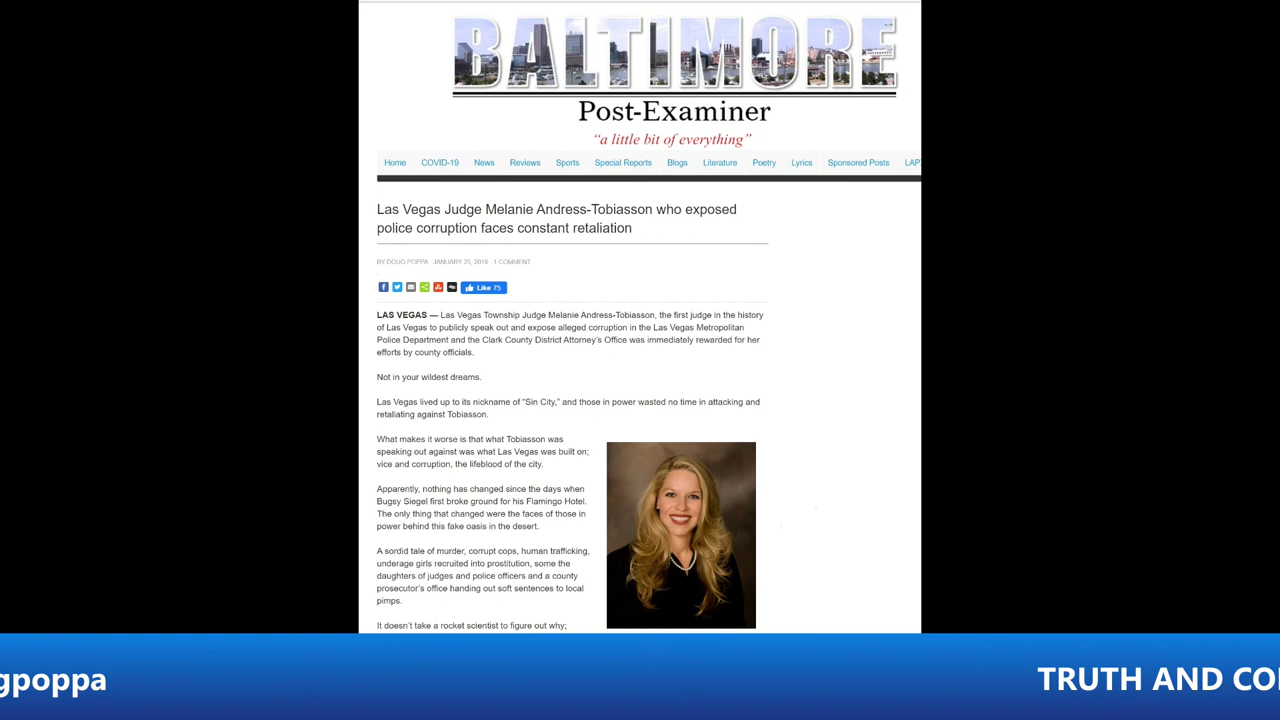 BALTIMORE
Post-Examiner
“a little bit of everything”
Home COVID-19 News Reviews Sports Special Reports Blogs Literature Poetry Lyrics Sponsored Posts LAP
Las Vegas Judge Melanie Andress-Tobiasson who exposed
police corruption faces constant retaliation
BY DOUG POPPA · JANUARY 25, 2019 · 1 COMMENT
Like 75
LAS VEGAS — Las Vegas Township Judge Melanie Andress-Tobiasson, the first judge in the history
of Las Vegas to publicly speak out and expose alleged corruption in the Las Vegas Metropolitan
Police Department and the Clark County District Attorney's Office was immediately rewarded for her
efforts by county officials.
Not in your wildest dreams.
Las Vegas lived up to its nickname of "Sin City," and those in power wasted no time in attacking and
retaliating against Tobiasson.
What makes it worse is that what Tobiasson was
speaking out against was what Las Vegas was built on;
vice and corruption, the lifeblood of the city.
Apparently, nothing has changed since the days when
Bugsy Siegel first broke ground for his Flamingo Hotel.
The only thing that changed were the faces of those in
power behind this fake oasis in the desert.
A sordid tale of murder, corrupt cops, human trafficking,
underage girls recruited into prostitution, some the
daughters of judges and police officers and a county
prosecutor's office handing out soft sentences to local
pimps.
It doesn't take a rocket scientist to figure out why;
gpoppa
TRUTH AND CO